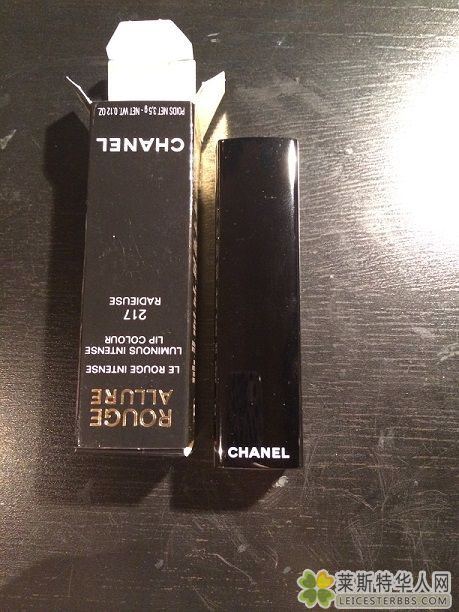 ROUGE
ALLURE
LE ROUGE INTENSE
LUMINOUS INTENSE
LIP COLOUR
217
RADIEUSE
CHANEL
POIDS NET 3.5g - NET WT. 0.12 OZ.
CHANEL
莱斯特华人网
LEICESTERBBS.COM